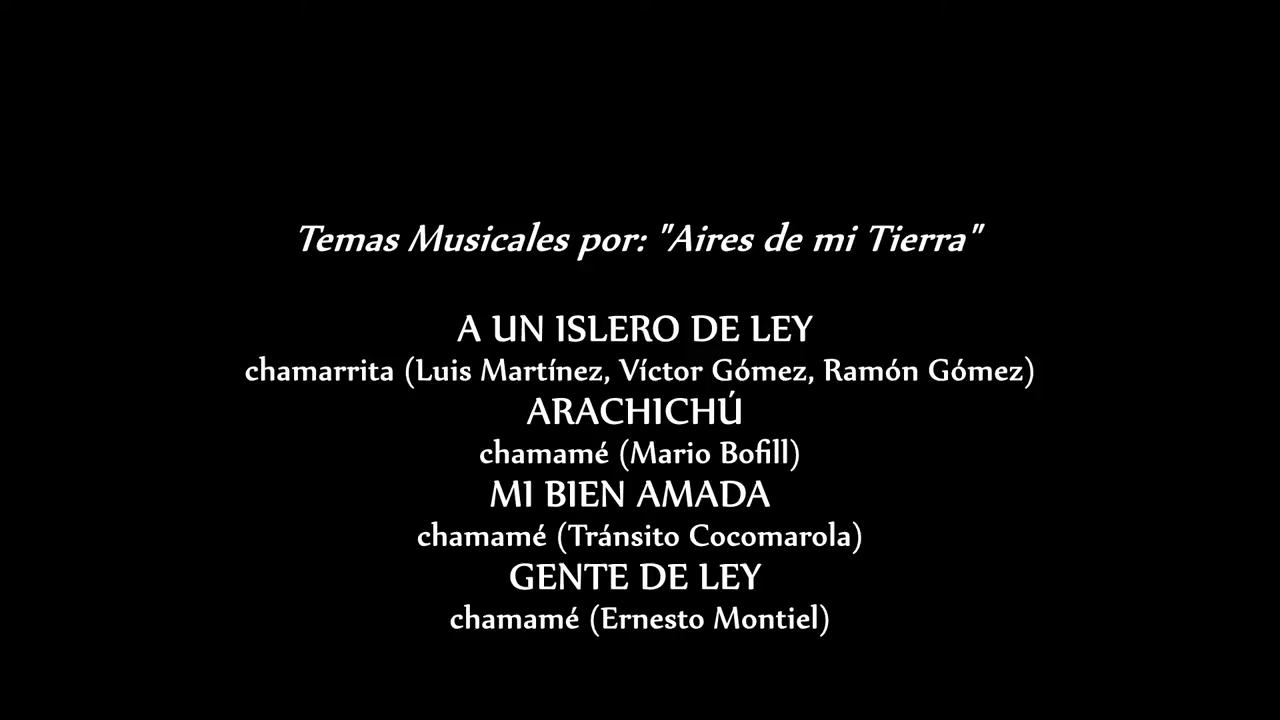 Temas Musicales por: "Aires de mi Tierra"
A UN ISLERO DE LEY
chamarrita (Luis Martínez, Víctor Gómez, Ramón Gómez)
ARACHICHÚ
chamamé (Mario Bofill)
MI BIEN AMADA
chamamé (Tránsito Cocomarola)
GENTE DE LEY
chamamé (Ernesto Montiel)